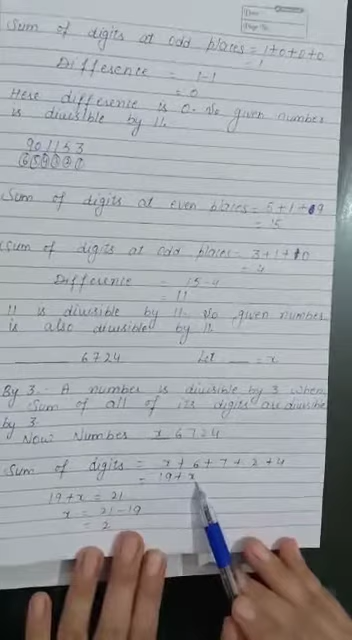 Sum of digits at odd places = 1+0+0+0
= 1
Difference = 1-1
= 0
Here difference is 0. So given number
is divisible by 11.
901153
⑥⑤④③②①
Sum of digits at even places = 5+1+9
= 15
Sum of digits at odd places = 3+1+0
= 4
Difference = 15-4
= 11
11 is divisible by 11. So given number
is also divisible by 11.
____ 6724 Let __ = x
By 3. A number is divisible by 3 when
sum of all of its digits are divisible
by 3.
Now Number x 6724
Sum of digits = x+6+7+2+4
= 19+x
19+x = 21
x = 21-19
= 2